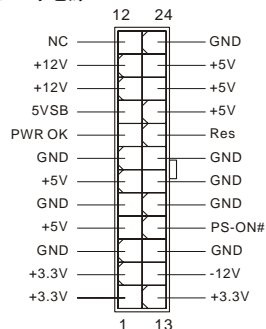 12 24
NC GND
+12V +5V
+12V +5V
5VSB +5V
PWR OK Res
GND GND
+5V GND
GND GND
+5V PS-ON#
GND GND
+3.3V -12V
+3.3V +3.3V
1 13